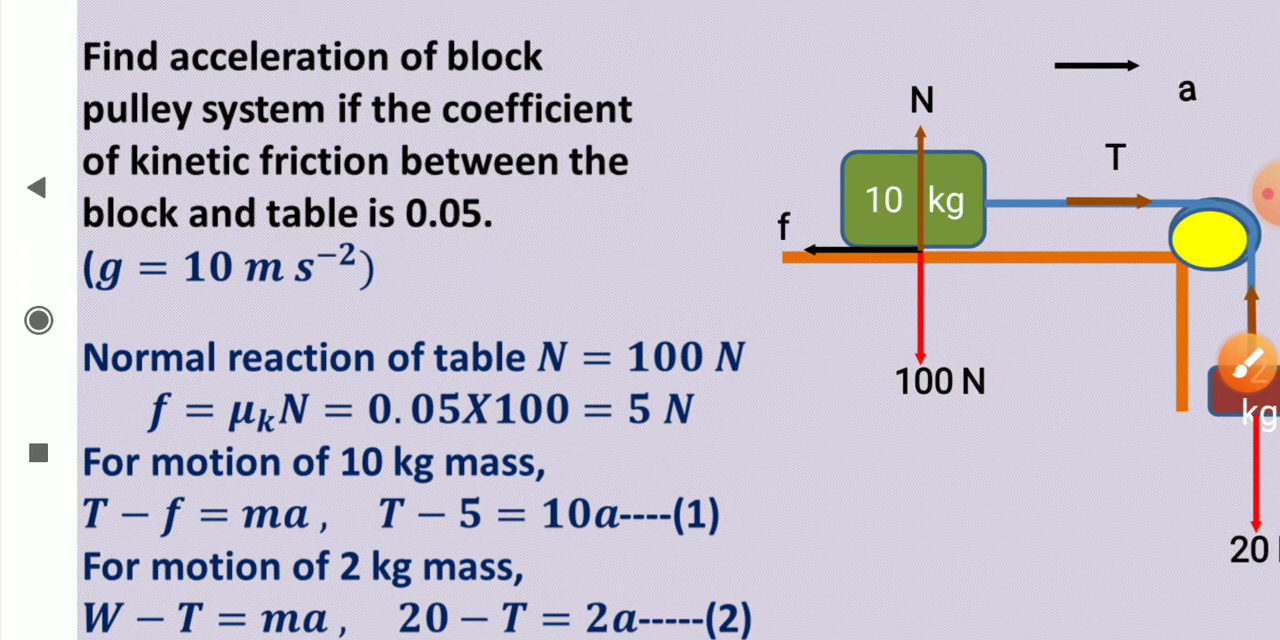 Find acceleration of block
pulley system if the coefficient
of kinetic friction between the
block and table is 0.05.
(g = 10 m s⁻²)
Normal reaction of table N = 100 N
f = μₖN = 0.05X100 = 5 N
For motion of 10 kg mass,
T − f = ma , T − 5 = 10a----(1)
For motion of 2 kg mass,
W − T = ma , 20 − T = 2a-----(2)
a
N
T
10 kg
f
100 N
2
kg
20